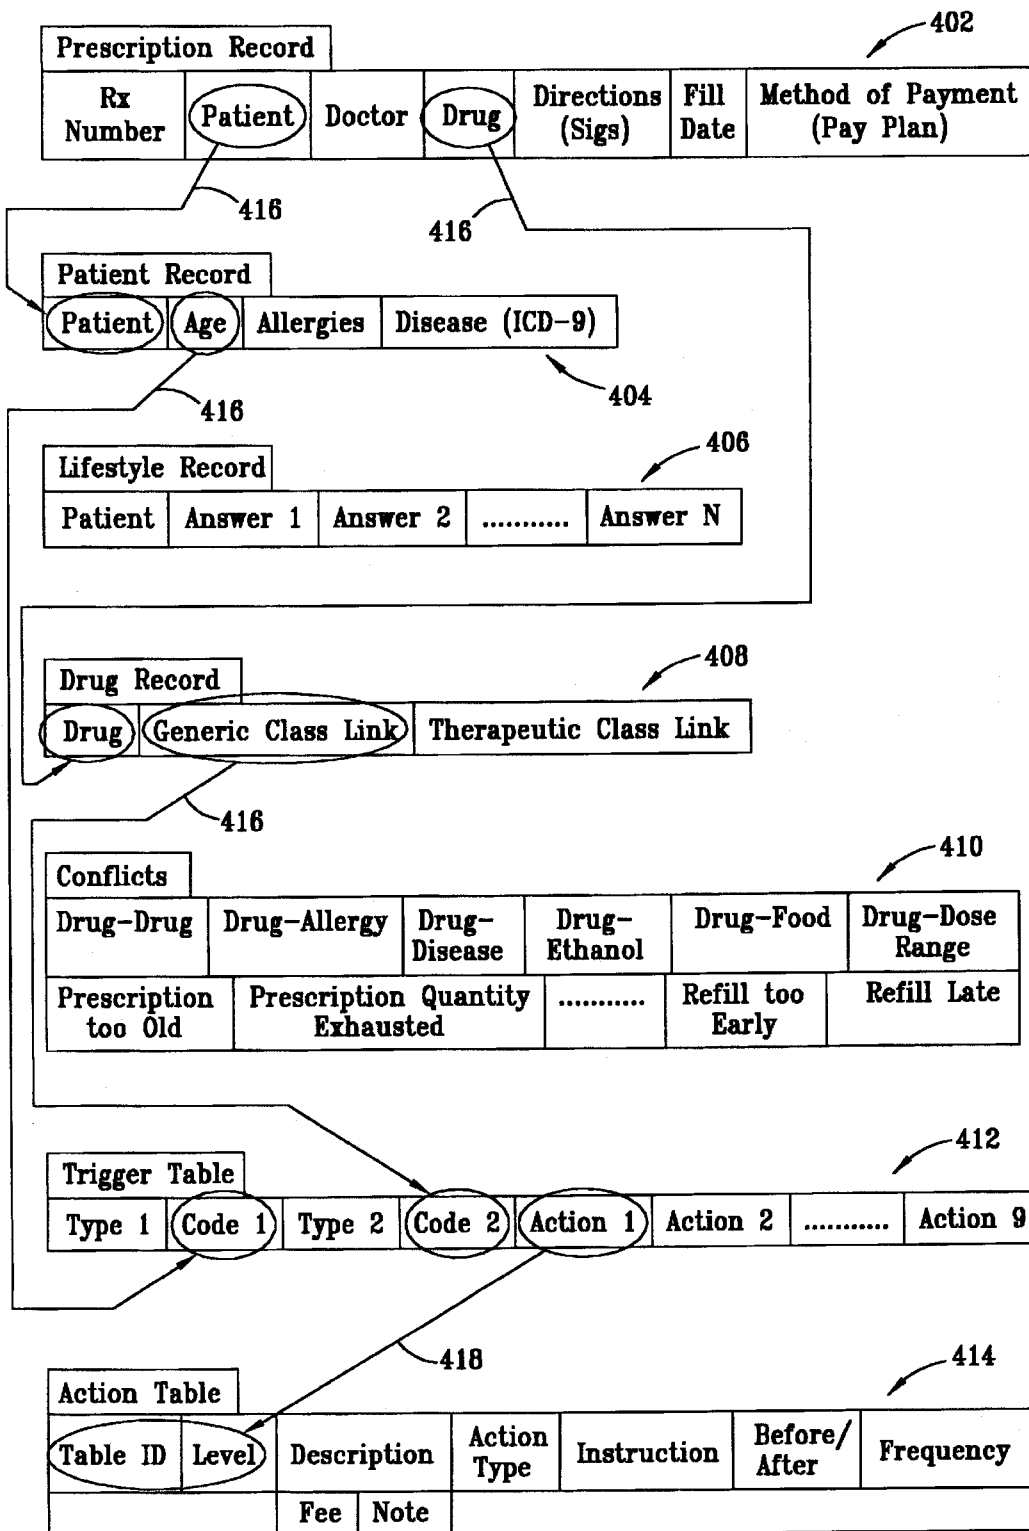 402
Prescription Record
Rx Number
Patient
Doctor
Drug
Directions (Sigs)
Fill Date
Method of Payment (Pay Plan)
416
416
Patient Record
Patient
Age
Allergies
Disease (ICD-9)
404
416
406
Lifestyle Record
Patient
Answer 1
Answer 2
...........
Answer N
408
Drug Record
Drug
Generic Class Link
Therapeutic Class Link
416
410
Conflicts
Drug-Drug
Drug-Allergy
Drug-Disease
Drug-Ethanol
Drug-Food
Drug-Dose Range
Prescription too Old
Prescription Quantity Exhausted
...........
Refill too Early
Refill Late
412
Trigger Table
Type 1
Code 1
Type 2
Code 2
Action 1
Action 2
...........
Action 9
418
414
Action Table
Table ID
Level
Description
Action Type
Instruction
Before/After
Frequency
Fee
Note